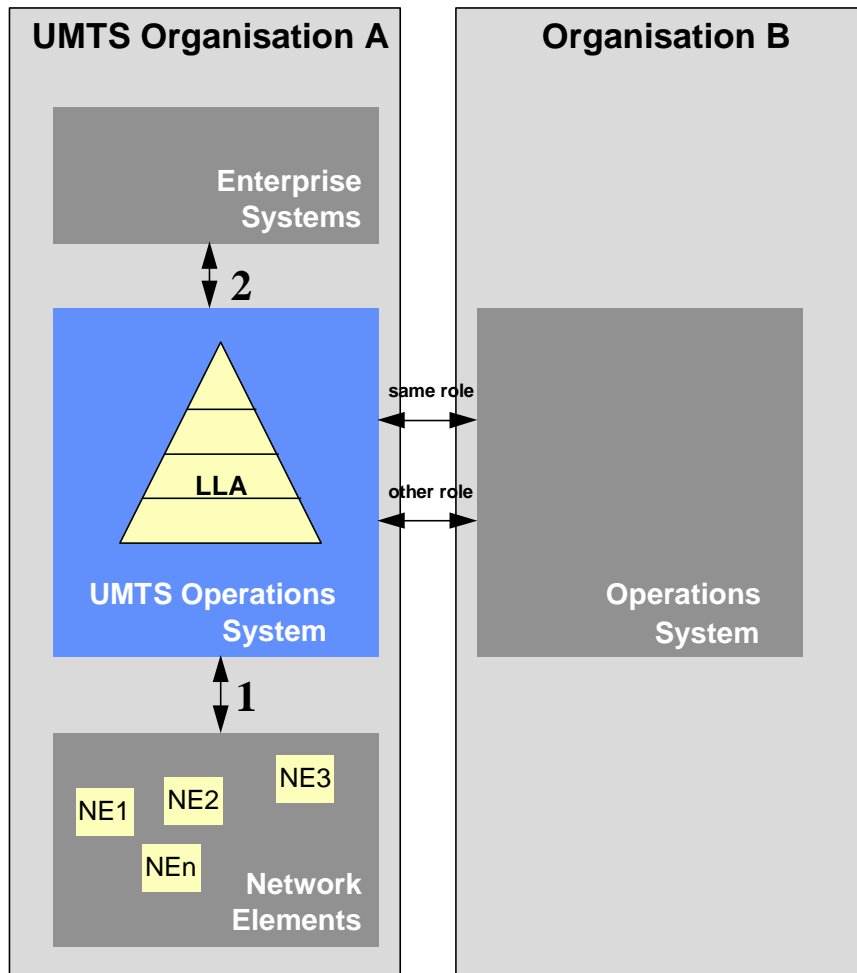 UMTS Organisation A
Organisation B
Enterprise
Systems
2
same role
LLA
other role
UMTS Operations
System
Operations
System
1
NE3
NE2
NE1
NEn
Network
Elements